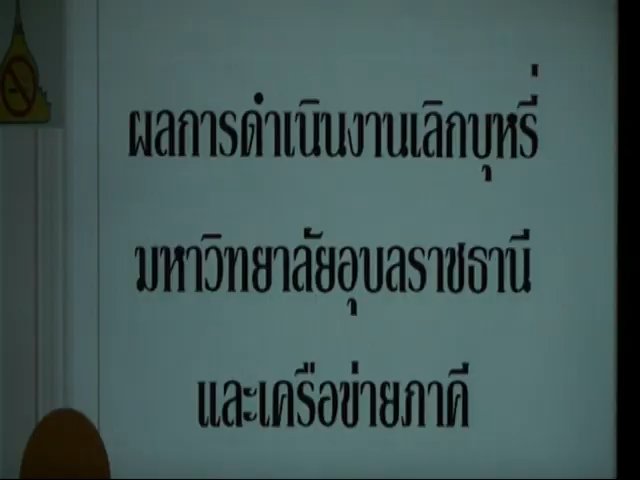 ผลการดำเนินงานเลิกบุหรี่
มหาวิทยาลัยอุบลราชธานี
และเครือข่ายภาคี